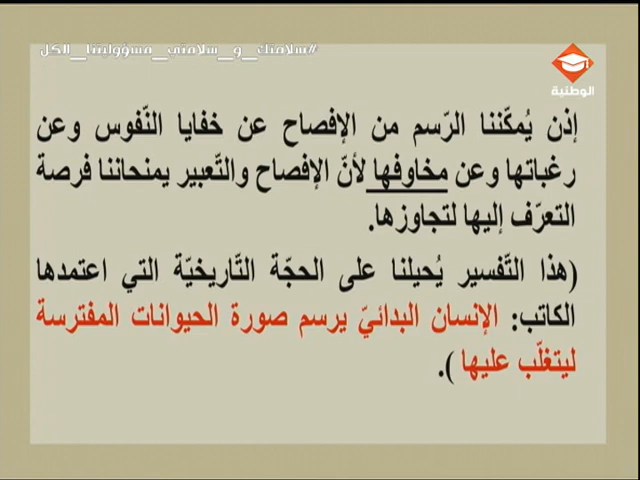 #سلامتك_و_سلامتي_مسؤوليتنا_الكل
الوطنية
إذن يُمكّننا الرّسم من الإفصاح عن خفايا النّفوس وعن
رغباتها وعن مخاوفها لأنّ الإفصاح والتّعبير يمنحاننا فرصة
التعرّف إليها لتجاوزها.
(هذا التّفسير يُحيلنا على الحجّة التّاريخيّة التي اعتمدها
الكاتب: الإنسان البدائيّ يرسم صورة الحيوانات المفترسة
ليتغلّب عليها ).